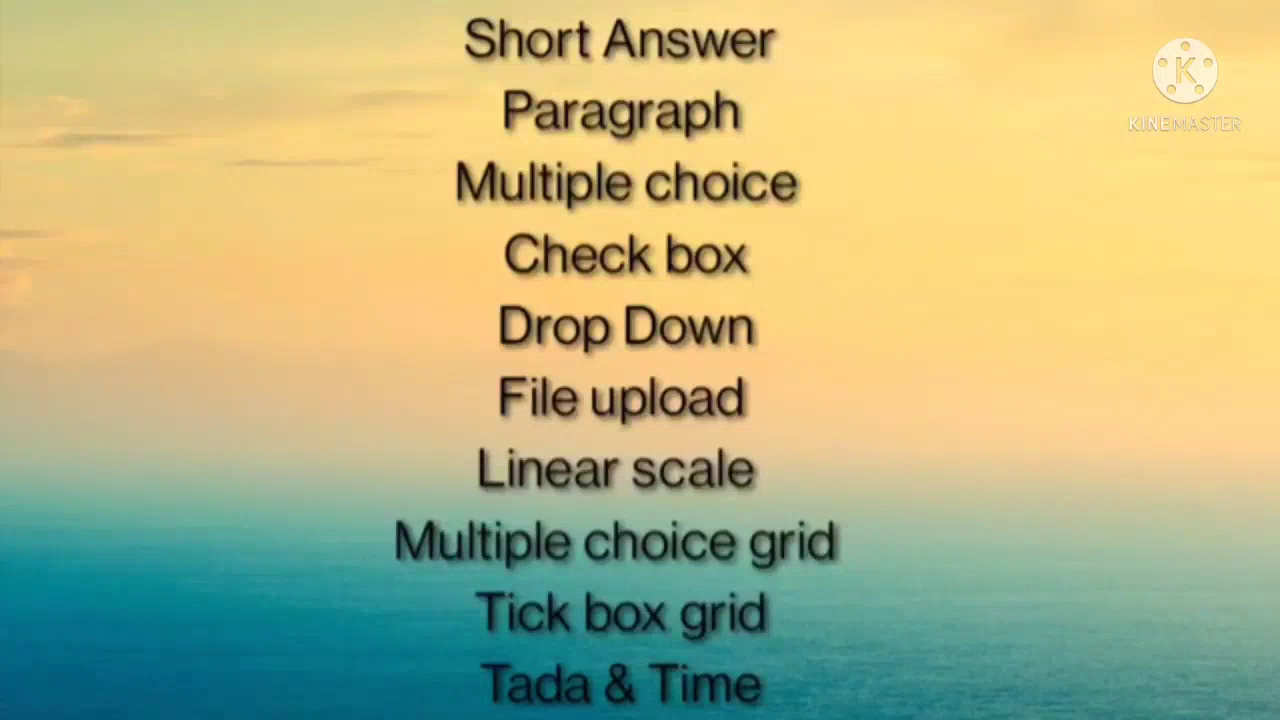 Short Answer
Paragraph
Multiple choice
Check box
Drop Down
File upload
Linear scale
Multiple choice grid
Tick box grid
Tada & Time
K
KINEMASTER